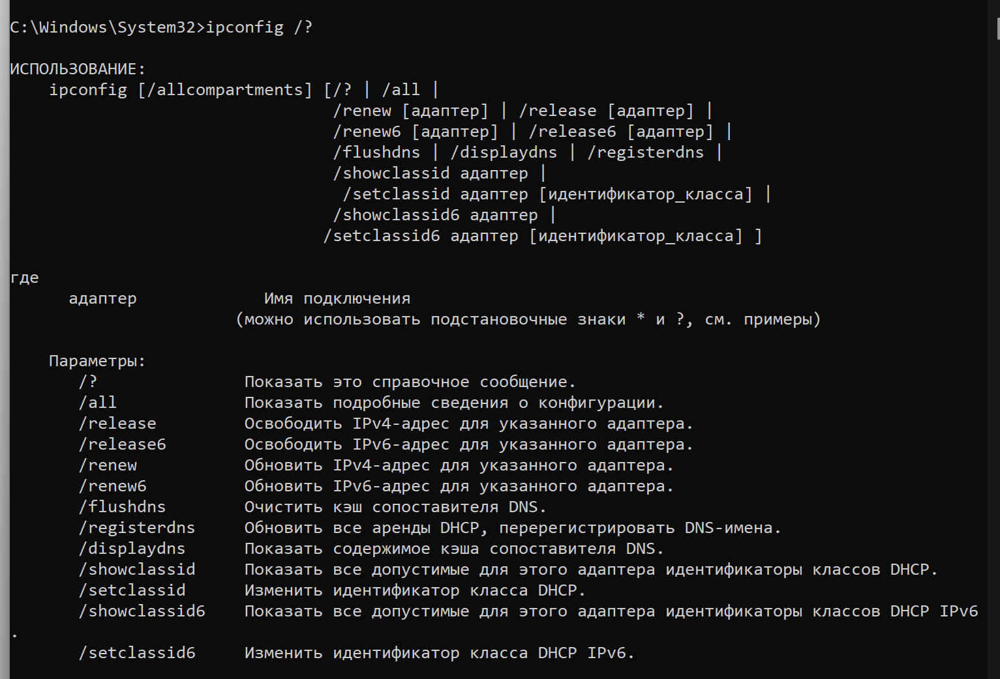 C:\Windows\System32>ipconfig /?
ИСПОЛЬЗОВАНИЕ:
ipconfig [/allcompartments] [/? | /all |
/renew [адаптер] | /release [адаптер] |
/renew6 [адаптер] | /release6 [адаптер] |
/flushdns | /displaydns | /registerdns |
/showclassid адаптер |
/setclassid адаптер [идентификатор_класса] |
/showclassid6 адаптер |
/setclassid6 адаптер [идентификатор_класса] ]
где
адаптер Имя подключения
(можно использовать подстановочные знаки * и ?, см. примеры)
Параметры:
/? Показать это справочное сообщение.
/all Показать подробные сведения о конфигурации.
/release Освободить IPv4-адрес для указанного адаптера.
/release6 Освободить IPv6-адрес для указанного адаптера.
/renew Обновить IPv4-адрес для указанного адаптера.
/renew6 Обновить IPv6-адрес для указанного адаптера.
/flushdns Очистить кэш сопоставителя DNS.
/registerdns Обновить все аренды DHCP, перерегистрировать DNS-имена.
/displaydns Показать содержимое кэша сопоставителя DNS.
/showclassid Показать все допустимые для этого адаптера идентификаторы классов DHCP.
/setclassid Изменить идентификатор класса DHCP.
/showclassid6 Показать все допустимые для этого адаптера идентификаторы классов DHCP IPv6
.
/setclassid6 Изменить идентификатор класса DHCP IPv6.